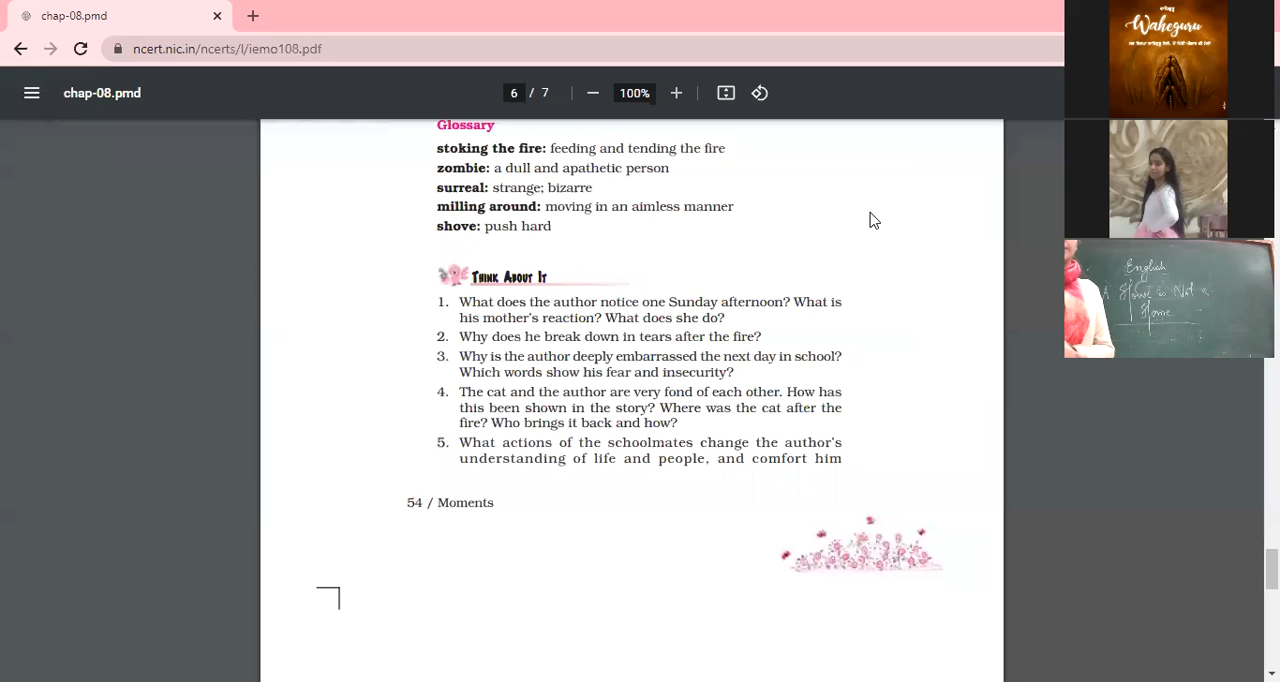 chap-08.pmd
ncert.nic.in/ncerts/l/iemo108.pdf
chap-08.pmd
6 / 7
100%
Glossary
stoking the fire: feeding and tending the fire
zombie: a dull and apathetic person
surreal: strange; bizarre
milling around: moving in an aimless manner
shove: push hard
THINK ABOUT IT
1. What does the author notice one Sunday afternoon? What is
his mother's reaction? What does she do?
2. Why does he break down in tears after the fire?
3. Why is the author deeply embarrassed the next day in school?
Which words show his fear and insecurity?
4. The cat and the author are very fond of each other. How has
this been shown in the story? Where was the cat after the
fire? Who brings it back and how?
5. What actions of the schoolmates change the author's
understanding of life and people, and comfort him
54 / Moments
Waheguru
English
A House is Not a
Home